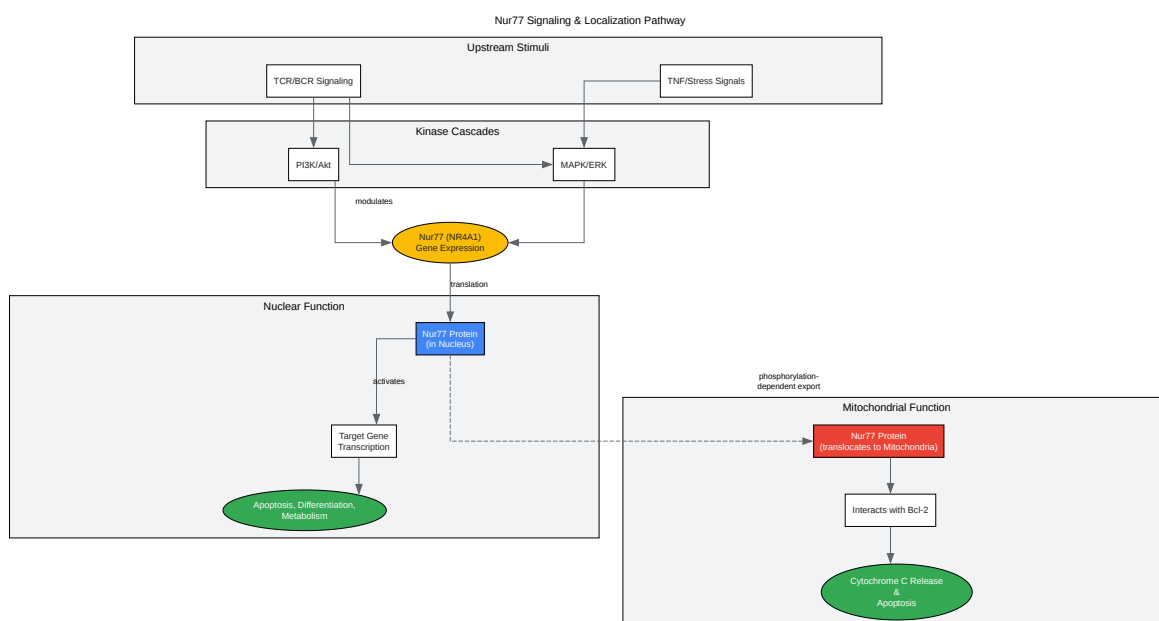 Nur77 Signaling & Localization Pathway
Upstream Stimuli
TCR/BCR Signaling
TNF/Stress Signals
Kinase Cascades
PI3K/Akt
MAPK/ERK
modulates
Nur77 (NR4A1)
Gene Expression
translation
Nuclear Function
Nur77 Protein
(in Nucleus)
activates
Target Gene
Transcription
Apoptosis, Differentiation,
Metabolism
phosphorylation-
dependent export
Mitochondrial Function
Nur77 Protein
(translocates to Mitochondria)
Interacts with Bcl-2
Cytochrome C Release
&
Apoptosis